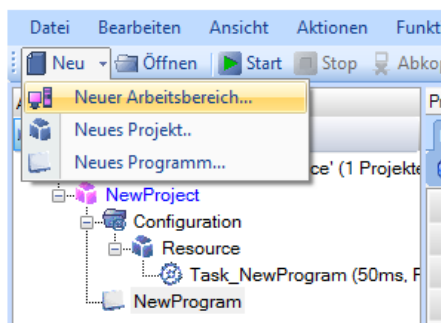 Datei Bearbeiten Ansicht Aktionen Funkt
Neu Öffnen Start Stop Abkop
Neuer Arbeitsbereich...
Neues Projekt..
Neues Programm...
ce' (1 Projekte
NewProject
Configuration
Resource
Task_NewProgram (50ms, F
NewProgram